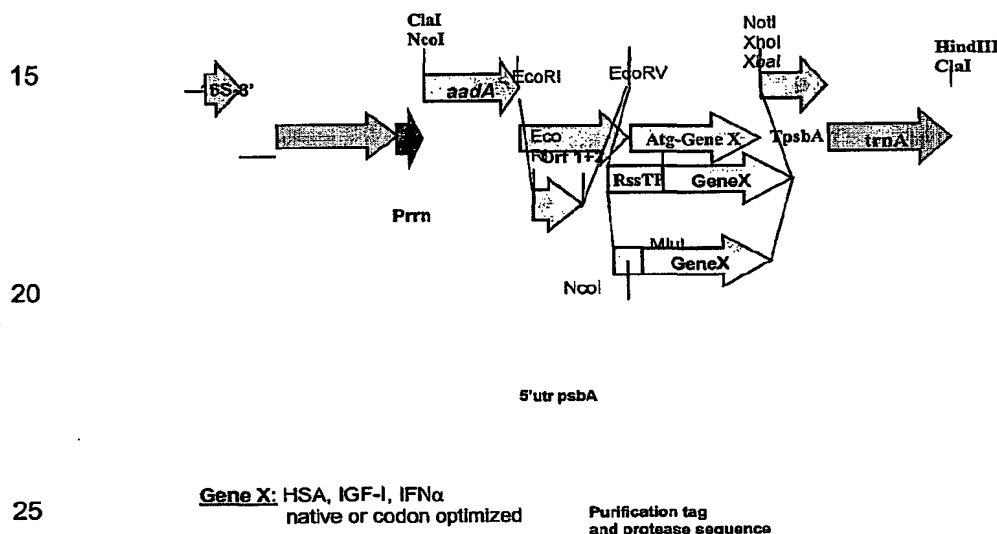 ClaI
NcoI
NotI
XhoI
XbaI
HindIII
ClaI
15
6S-3'
aadA
EcoRI
EcoRV
Eco
Orf 1+2
Atg-Gene X
TpsbA
trnA
RssTP
GeneX
Prrn
MluI
GeneX
NcoI
20
5'utr psbA
25
Gene X: HSA, IGF-I, IFNα
native or codon optimized
Purification tag
and protease sequence